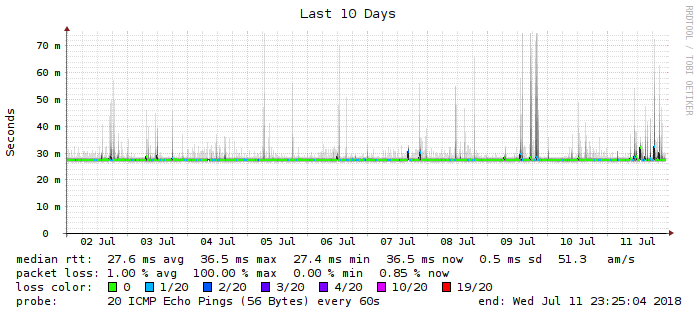 Last 10 Days
RRDTOOL / TOBI OETIKER
Seconds
70 m
60 m
50 m
40 m
30 m
20 m
10 m
0
02 Jul 03 Jul 04 Jul 05 Jul 06 Jul 07 Jul 08 Jul 09 Jul 10 Jul 11 Jul
median rtt: 27.6 ms avg 36.5 ms max 27.4 ms min 36.5 ms now 0.5 ms sd 51.3 am/s
packet loss: 1.00 % avg 100.00 % max 0.00 % min 0.85 % now
loss color: 0 1/20 2/20 3/20 4/20 10/20 19/20
probe: 20 ICMP Echo Pings (56 Bytes) every 60s end: Wed Jul 11 23:25:04 2018